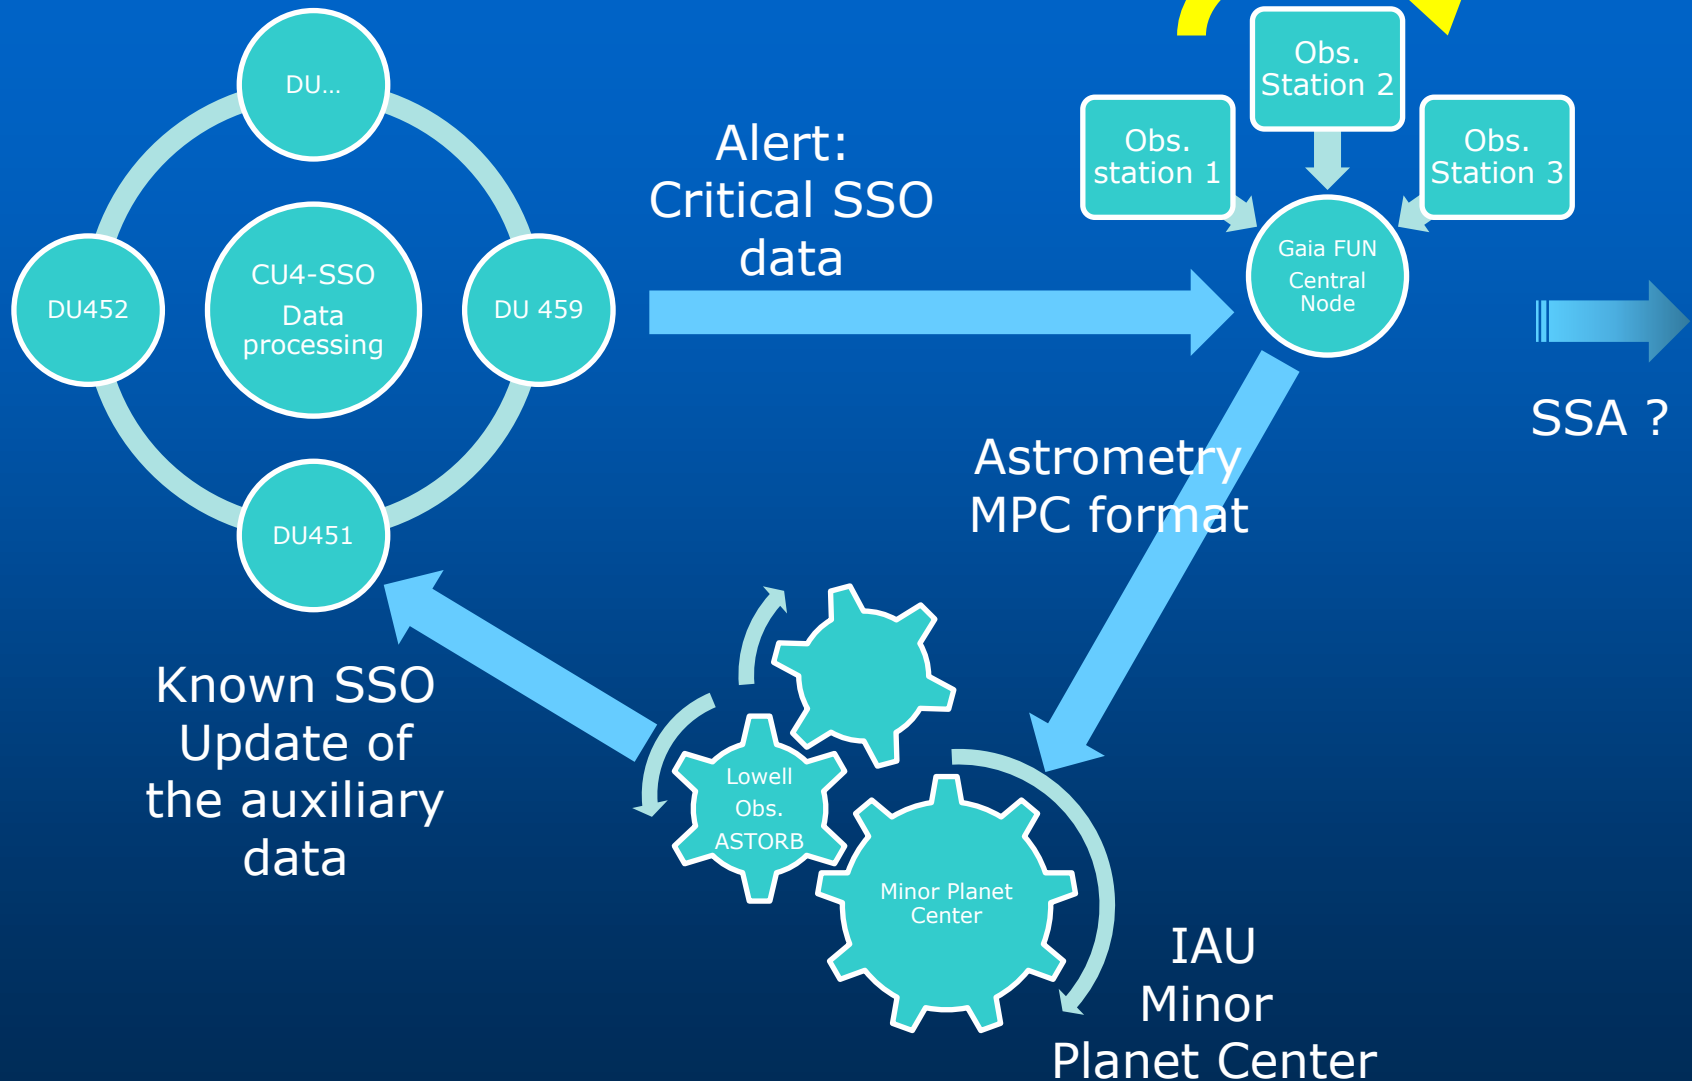 DU...
DU452
CU4-SSO
Data
processing
DU 459
DU451
Alert:
Critical SSO
data
Obs.
station 1
Obs.
Station 2
Obs.
Station 3
Gaia FUN
Central
Node
SSA ?
Astrometry
MPC format
Known SSO
Update of
the auxiliary
data
Lowell
Obs.
ASTORB
Minor Planet
Center
IAU
Minor
Planet Center